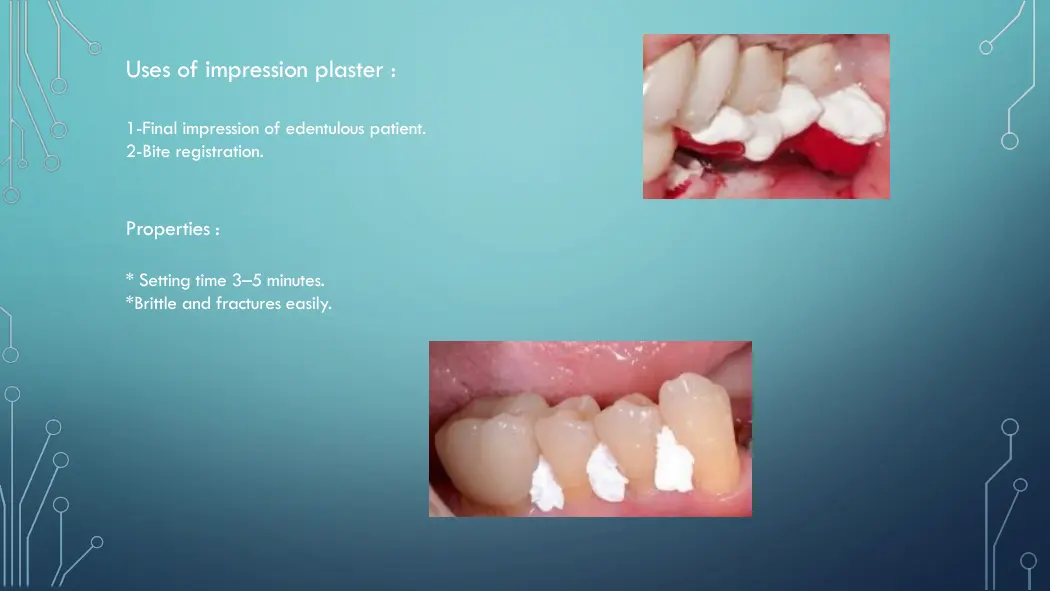 Uses of impression plaster :
1-Final impression of edentulous patient.
2-Bite registration.
Properties :
* Setting time 3–5 minutes.
*Brittle and fractures easily.